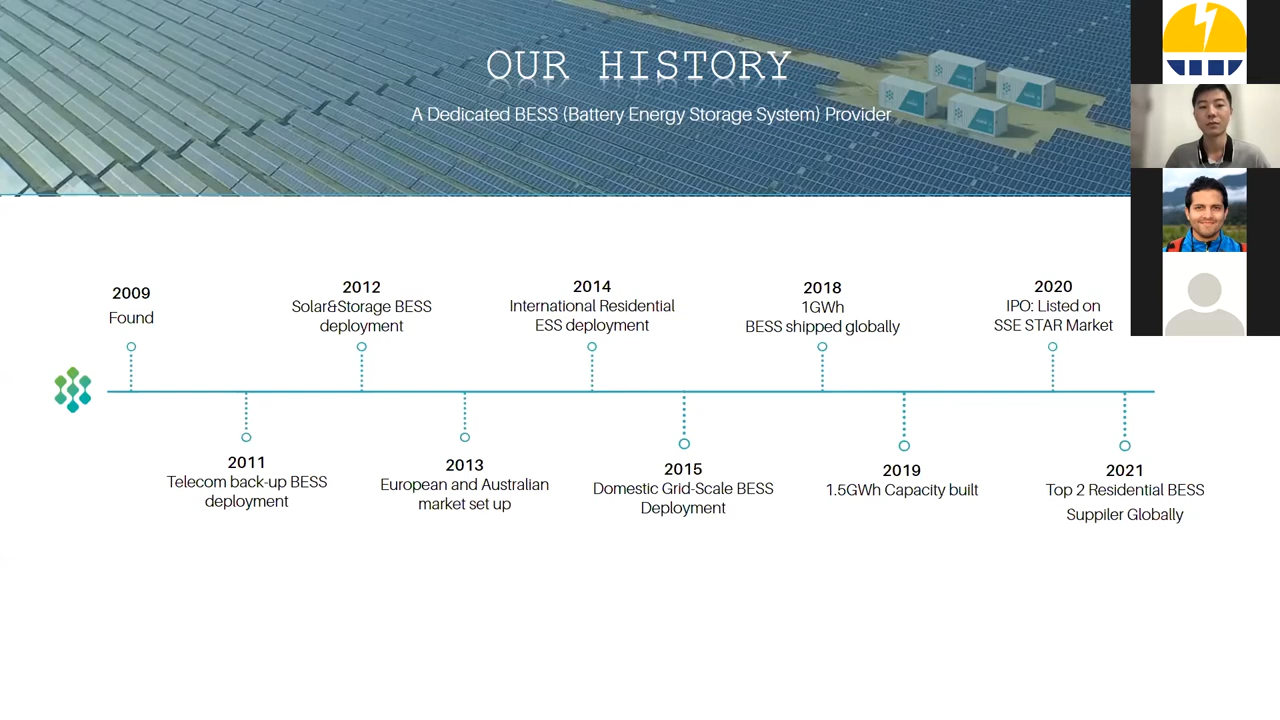 OUR HISTORY
A Dedicated BESS (Battery Energy Storage System) Provider
2009
Found
2012
Solar&Storage BESS
deployment
2014
International Residential
ESS deployment
2018
1GWh
BESS shipped globally
2020
IPO: Listed on
SSE STAR Market
2011
Telecom back-up BESS
deployment
2013
European and Australian
market set up
2015
Domestic Grid-Scale BESS
Deployment
2019
1.5GWh Capacity built
2021
Top 2 Residential BESS
Suppiler Globally